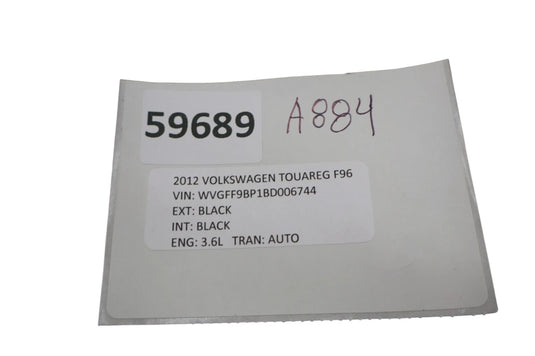 59689 A884
2012 VOLKSWAGEN TOUAREG F96
VIN: WVGFF9BP1BD006744
EXT: BLACK
INT: BLACK
ENG: 3.6L TRAN: AUTO